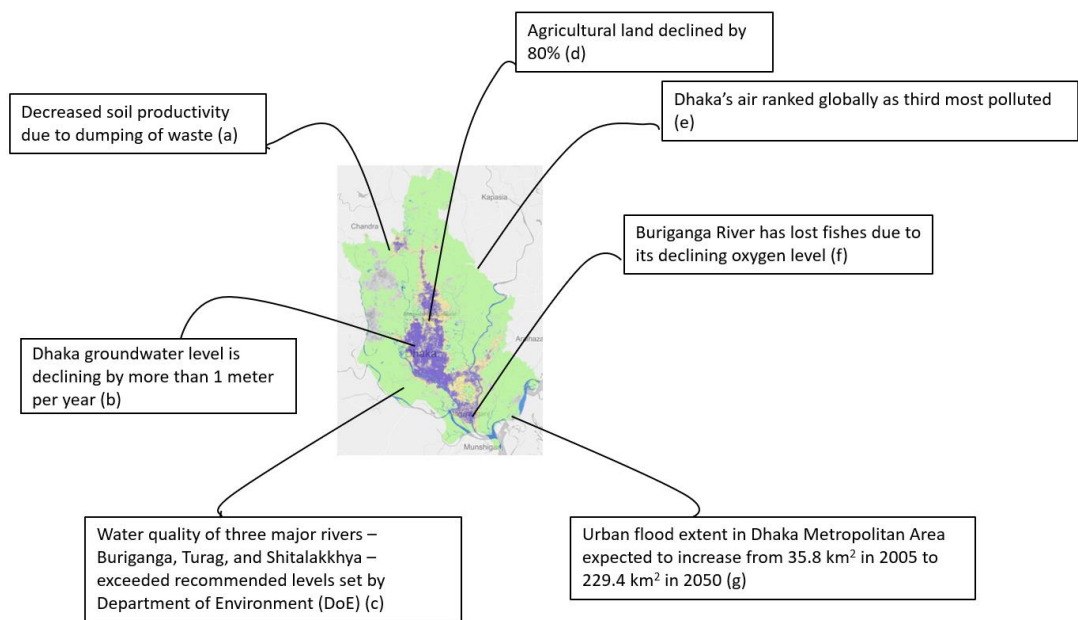 Agricultural land declined by
80% (d)
Decreased soil productivity
due to dumping of waste (a)
Dhaka's air ranked globally as third most polluted
(e)
Kapasia
Chandra
Buriganga River has lost fishes due to
its declining oxygen level (f)
Dhaka groundwater level is
declining by more than 1 meter
per year (b)
Dhaka
Munshiganj
Water quality of three major rivers –
Buriganga, Turag, and Shitalakkhya –
exceeded recommended levels set by
Department of Environment (DoE) (c)
Urban flood extent in Dhaka Metropolitan Area
expected to increase from 35.8 km² in 2005 to
229.4 km² in 2050 (g)